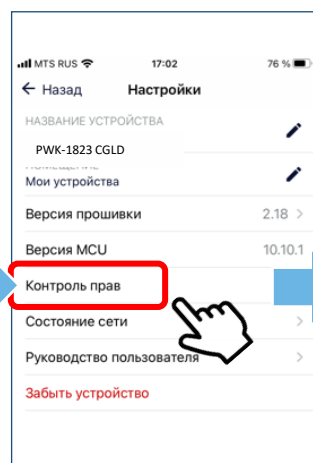 MTS RUS 17:02 76 %
Назад Настройки
НАЗВАНИЕ УСТРОЙСТВА
PWK-1823 CGLD
ПОМЕЩЕНИЕ
Мои устройства
Версия прошивки 2.18
Версия MCU 10.10.1
Контроль прав
Состояние сети
Руководство пользователя
Забыть устройство